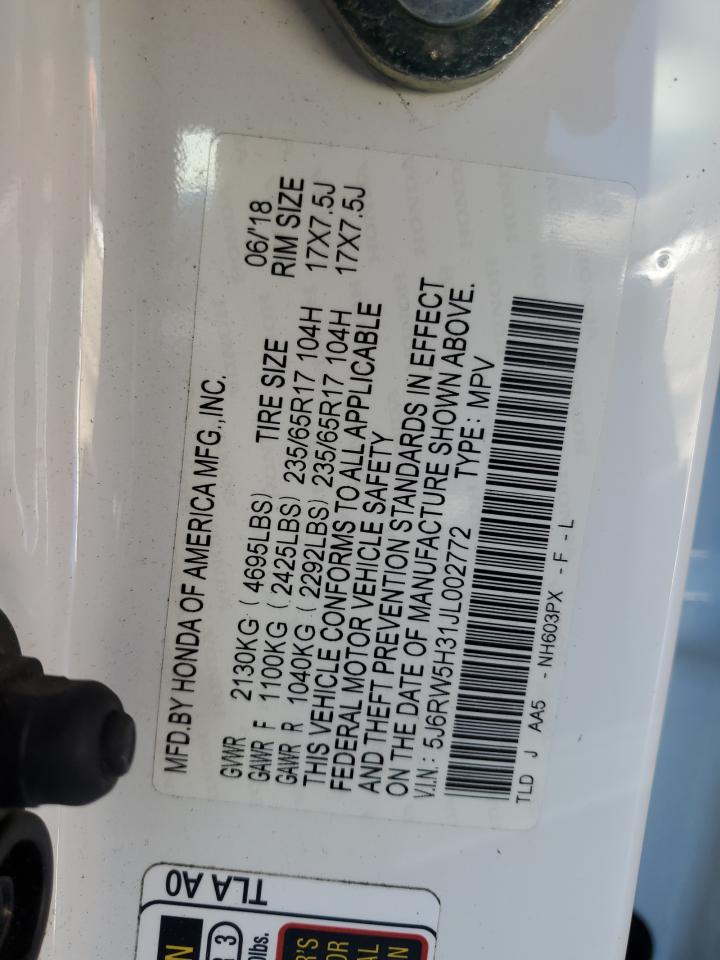 MFD.BY HONDA OF AMERICA MFG.,INC.
06/'18
GVWR 2130KG ( 4695LBS) TIRE SIZE RIM SIZE
GAWR F 1100KG ( 2425LBS) 235/65R17 104H 17X7.5J
GAWR R 1040KG ( 2292LBS) 235/65R17 104H 17X7.5J
THIS VEHICLE CONFORMS TO ALL APPLICABLE
FEDERAL MOTOR VEHICLE SAFETY
AND THEFT PREVENTION STANDARDS IN EFFECT
ON THE DATE OF MANUFACTURE SHOWN ABOVE.
V.I.N.: 5J6RW5H31JL002772 TYPE: MPV
TLD J AA5 -NH603PX -F -L
TLA A0